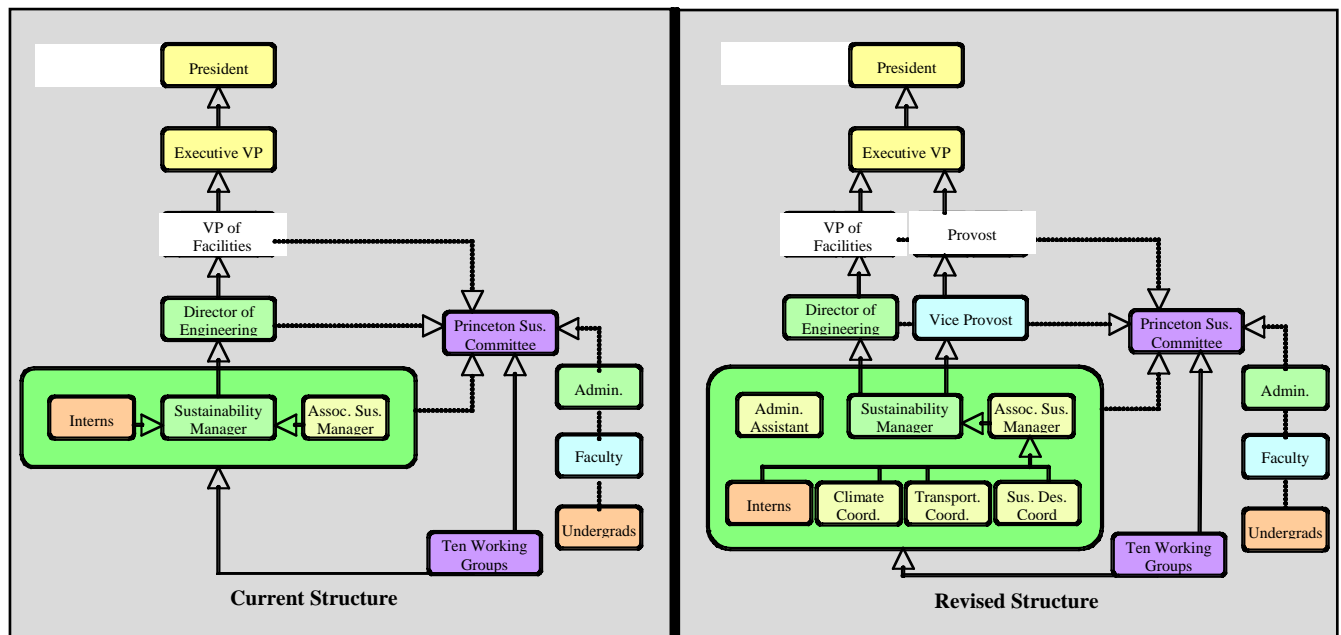 President
Executive VP
VP of
Facilities
Director of
Engineering
Princeton Sus.
Committee
Interns
Sustainability
Manager
Assoc. Sus.
Manager
Admin.
Faculty
Undergrads
Ten Working
Groups
Current Structure
President
Executive VP
VP of
Facilities
Provost
Director of
Engineering
Vice Provost
Princeton Sus.
Committee
Admin.
Assistant
Sustainability
Manager
Assoc. Sus.
Manager
Interns
Climate
Coord.
Transport.
Coord.
Sus. Des.
Coord
Admin.
Faculty
Undergrads
Ten Working
Groups
Revised Structure